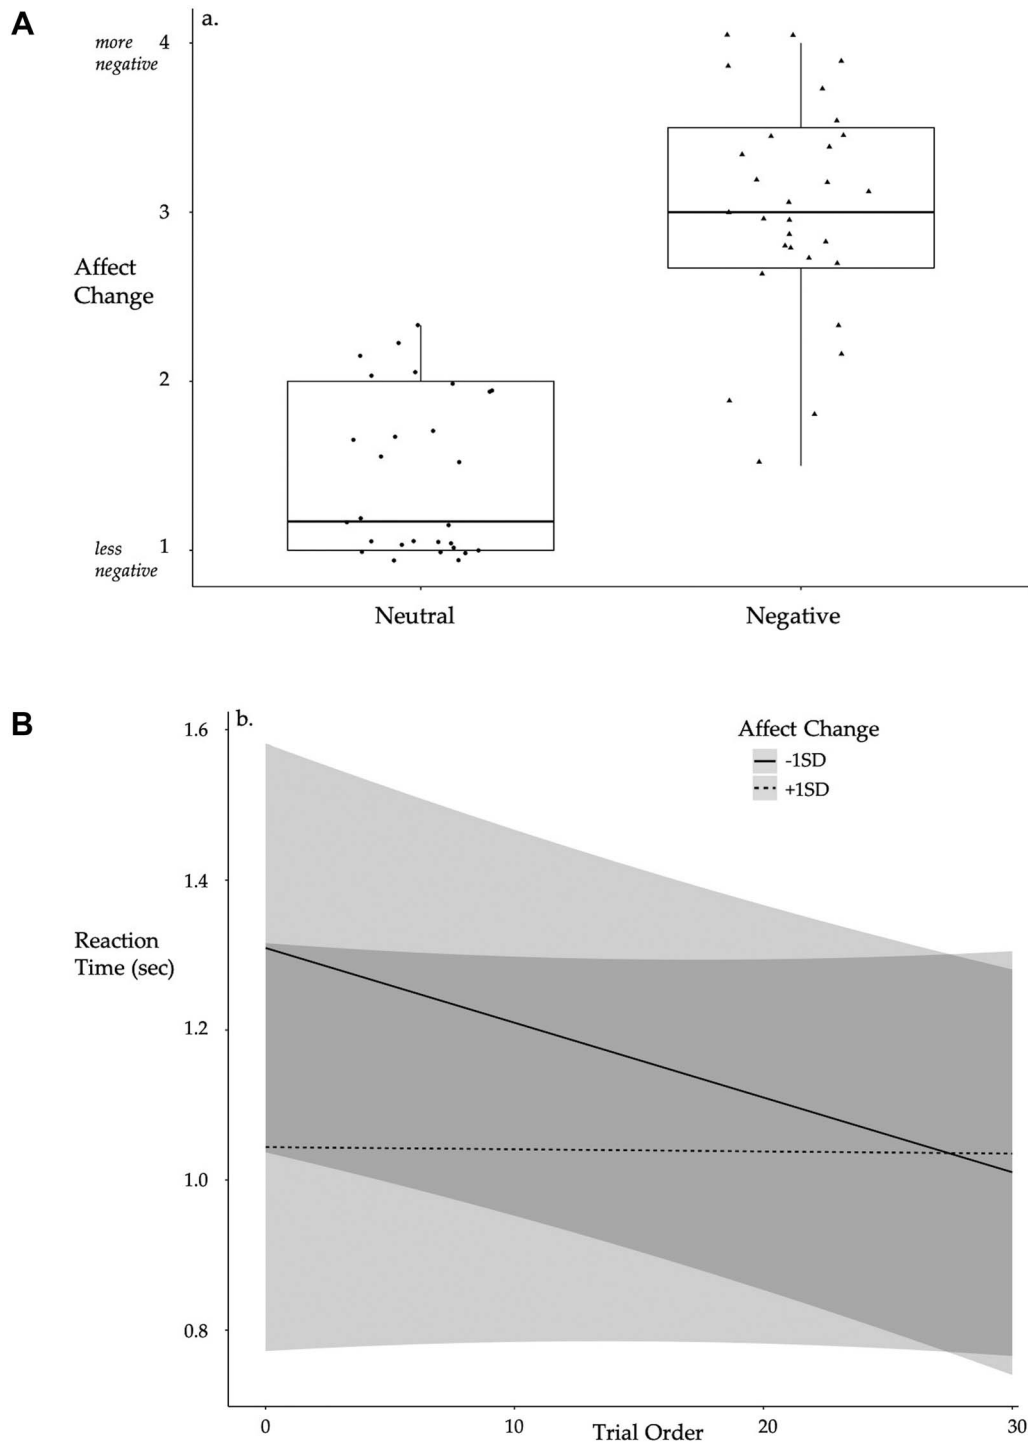 A
a.
more
negative
4
3
Affect
Change
2
less
negative
1
Neutral
Negative
B
b.
1.6
Affect Change
-1SD
+1SD
1.4
Reaction
Time (sec)
1.2
1.0
0.8
0
10
20
30
Trial Order